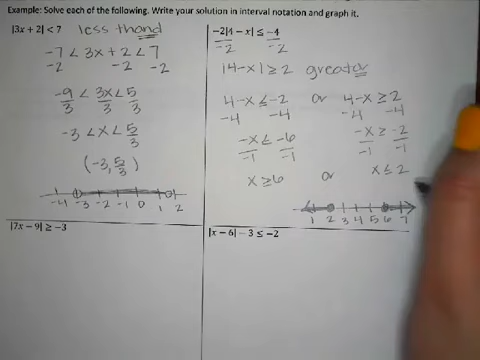 Example: Solve each of the following. Write your solution in interval notation and graph it.
|3x + 2| < 7 less thand
-7 < 3x + 2 < 7
-2 -2 -2
-9/3 < 3x/3 < 5/3
-3 < x < 5/3
(-3, 5/3)
-4 -3 -2 -1 0 1 2
-2|4 − x| ≤ -4
-2 -2
|4-x| ≥ 2 greator
4-x ≤ -2 or 4-x ≥ 2
-4 -4 -4 -4
-x ≤ -6 -x ≥ -2
-1 -1 -1 -1
x ≥ 6 or x ≤ 2
1 2 3 4 5 6 7
|7x − 9| ≥ −3
|x − 6| − 3 ≤ −2